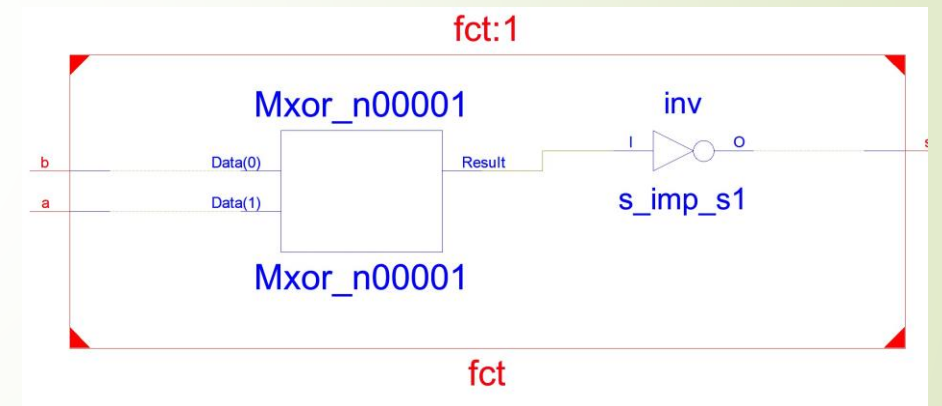 fct:1
Mxor_n00001
inv
b
Data(0)
Result
I
O
s
a
Data(1)
s_imp_s1
Mxor_n00001
fct